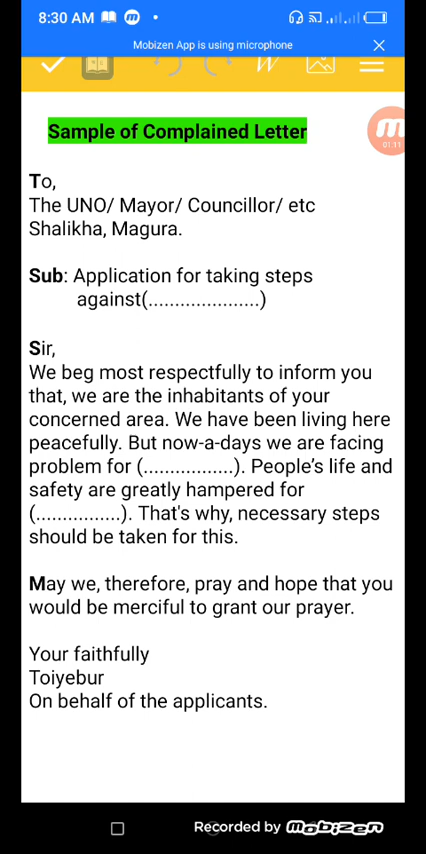 8:30 AM
Mobizen App is using microphone
W
Sample of Complained Letter
01:11
To,
The UNO/ Mayor/ Councillor/ etc
Shalikha, Magura.
Sub: Application for taking steps
against(.....................)
Sir,
We beg most respectfully to inform you
that, we are the inhabitants of your
concerned area. We have been living here
peacefully. But now-a-days we are facing
problem for (.................). People's life and
safety are greatly hampered for
(................). That's why, necessary steps
should be taken for this.
May we, therefore, pray and hope that you
would be merciful to grant our prayer.
Your faithfully
Toiyebur
On behalf of the applicants.
Recorded by Mobizen